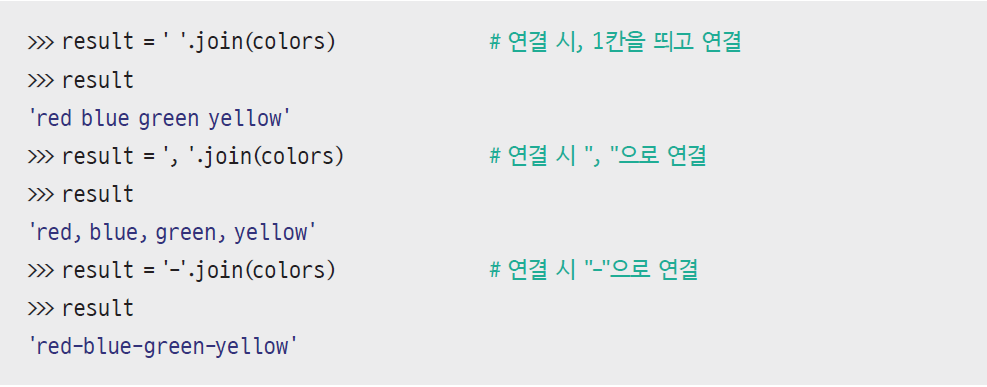 >>> result = ' '.join(colors) # 연결 시, 1칸을 띄고 연결
>>> result
'red blue green yellow'
>>> result = ', '.join(colors) # 연결 시 ", "으로 연결
>>> result
'red, blue, green, yellow'
>>> result = '-'.join(colors) # 연결 시 "-"으로 연결
>>> result
'red-blue-green-yellow'